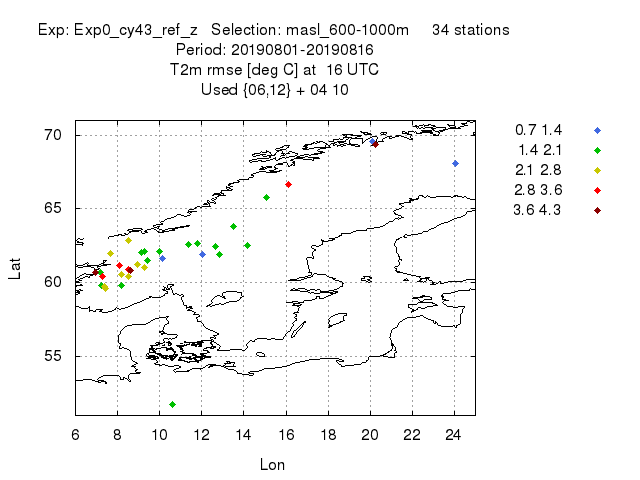 Exp: Exp0_cy43_ref_z   Selection: masl_600-1000m     34 stations
Period: 20190801-20190816
T2m rmse [deg C] at  16 UTC
Used {06,12} + 04 10
70
65
60
55
6 8 10 12 14 16 18 20 22 24
Lat
Lon
0.7 1.4
1.4 2.1
2.1 2.8
2.8 3.6
3.6 4.3